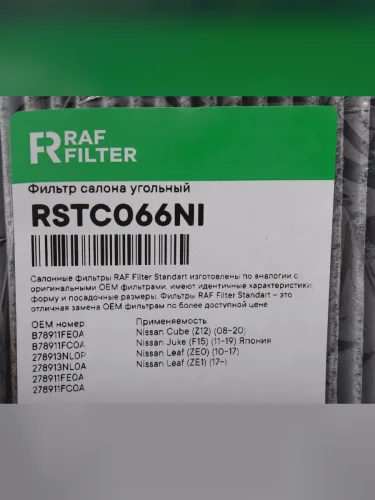 RAF
FILTER
Фильтр салона угольный
RSTC066NI
Салонные фильтры RAF Filter Standart изготовлены по аналогии с
оригинальными OEM фильтрами, имеют идентичные характеристики,
форму и посадочные размеры. Фильтры RAF Filter Standart – это
отличная замена OEM фильтрам по более доступной цене
OEM номер: Применяемость:
B78911FE0A Nissan Cube (Z12) (08-20)
B78911FC0A Nissan Juke (F15) (11-19) Япония
278913NL0P Nissan Leaf (ZE0) (10-17)
278913NL0A Nissan Leaf (ZE1) (17-)
278911FE0A
278911FC0A